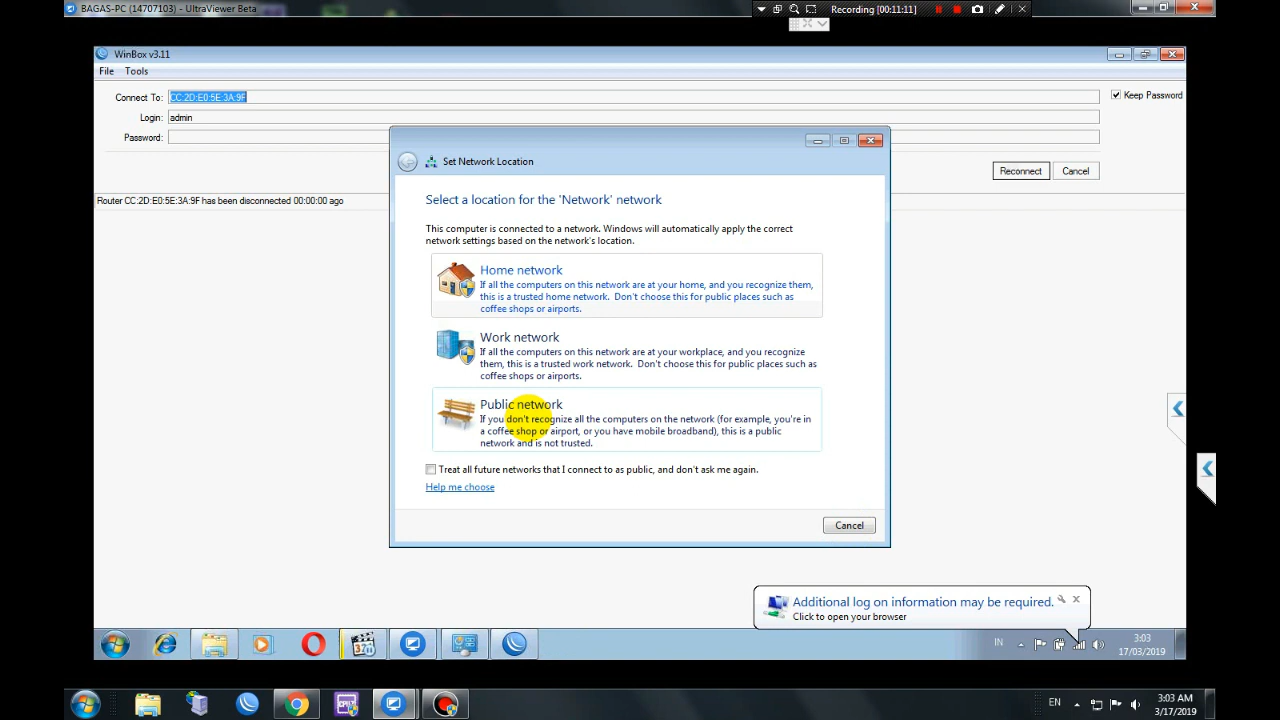 BAGAS-PC (14707103) - UltraViewer Beta
Recording [00:11:11]
WinBox v3.11
File Tools
Connect To: CC:2D:E0:5E:3A:9F
Keep Password
Login: admin
Password:
Reconnect Cancel
Router CC:2D:E0:5E:3A:9F has been disconnected 00:00:00 ago
Set Network Location
Select a location for the 'Network' network
This computer is connected to a network. Windows will automatically apply the correct
network settings based on the network's location.
Home network
If all the computers on this network are at your home, and you recognize them,
this is a trusted home network. Don't choose this for public places such as
coffee shops or airports.
Work network
If all the computers on this network are at your workplace, and you recognize
them, this is a trusted work network. Don't choose this for public places such as
coffee shops or airports.
Public network
If you don't recognize all the computers on the network (for example, you're in
a coffee shop or airport, or you have mobile broadband), this is a public
network and is not trusted.
Treat all future networks that I connect to as public, and don't ask me again.
Help me choose
Cancel
Additional log on information may be required.
Click to open your browser
IN
3:03
17/03/2019
EN
3:03 AM
3/17/2019